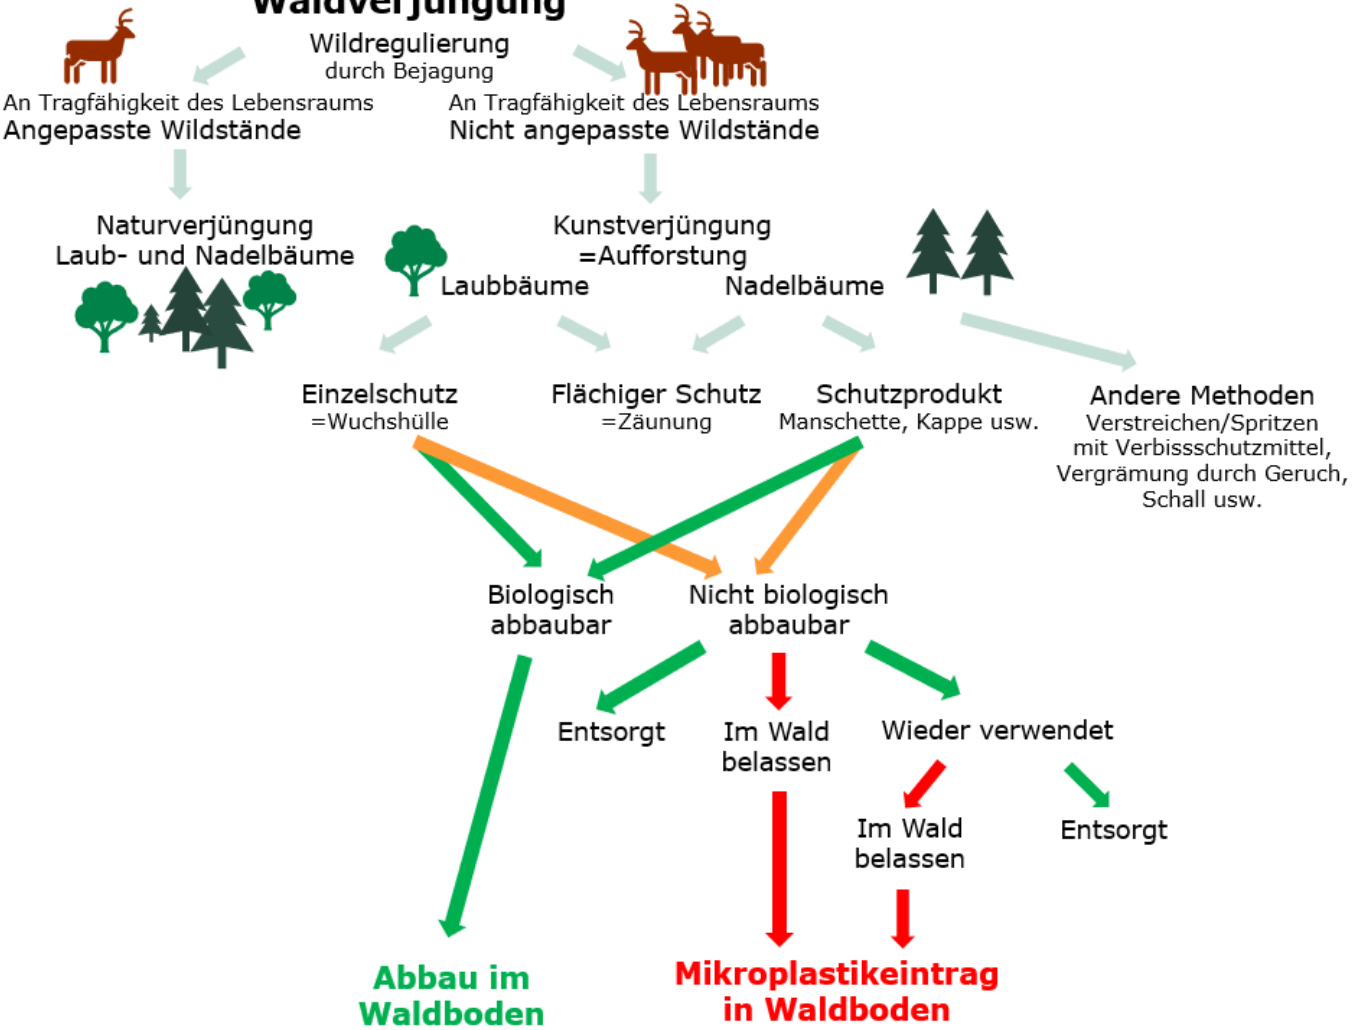 Waldverjüngung
Wildregulierung
durch Bejagung
An Tragfähigkeit des Lebensraums
Angepasste Wildstände
An Tragfähigkeit des Lebensraums
Nicht angepasste Wildstände
Naturverjüngung
Laub- und Nadelbäume
Kunstverjüngung
=Aufforstung
Laubbäume
Nadelbäume
Einzelschutz
=Wuchshülle
Flächiger Schutz
=Zäunung
Schutzprodukt
Manschette, Kappe usw.
Andere Methoden
Verstreichen/Spritzen
mit Verbissschutzmittel,
Vergrämung durch Geruch,
Schall usw.
Biologisch
abbaubar
Nicht biologisch
abbaubar
Entsorgt
Im Wald
belassen
Wieder verwendet
Im Wald
belassen
Entsorgt
Abbau im
Waldboden
Mikroplastikeintrag
in Waldboden